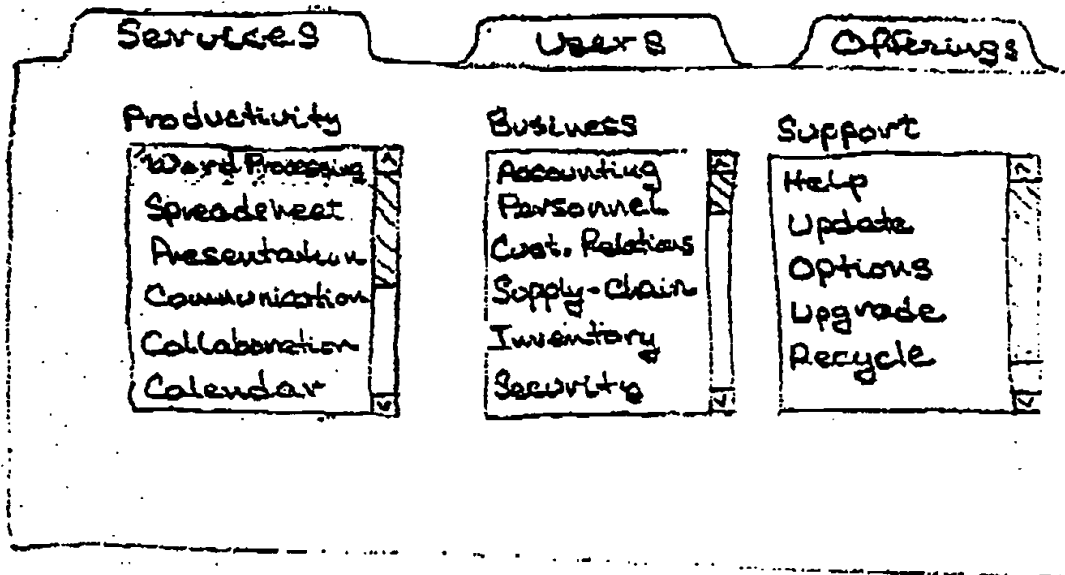 Services
Users
Offerings
Productivity
Word Processing
Spreadsheet
Presentation
Communication
Collaboration
Calendar
Business
Accounting
Personnel
Cust. Relations
Supply-Chain
Inventory
Security
Support
Help
Update
Options
Upgrade
Recycle